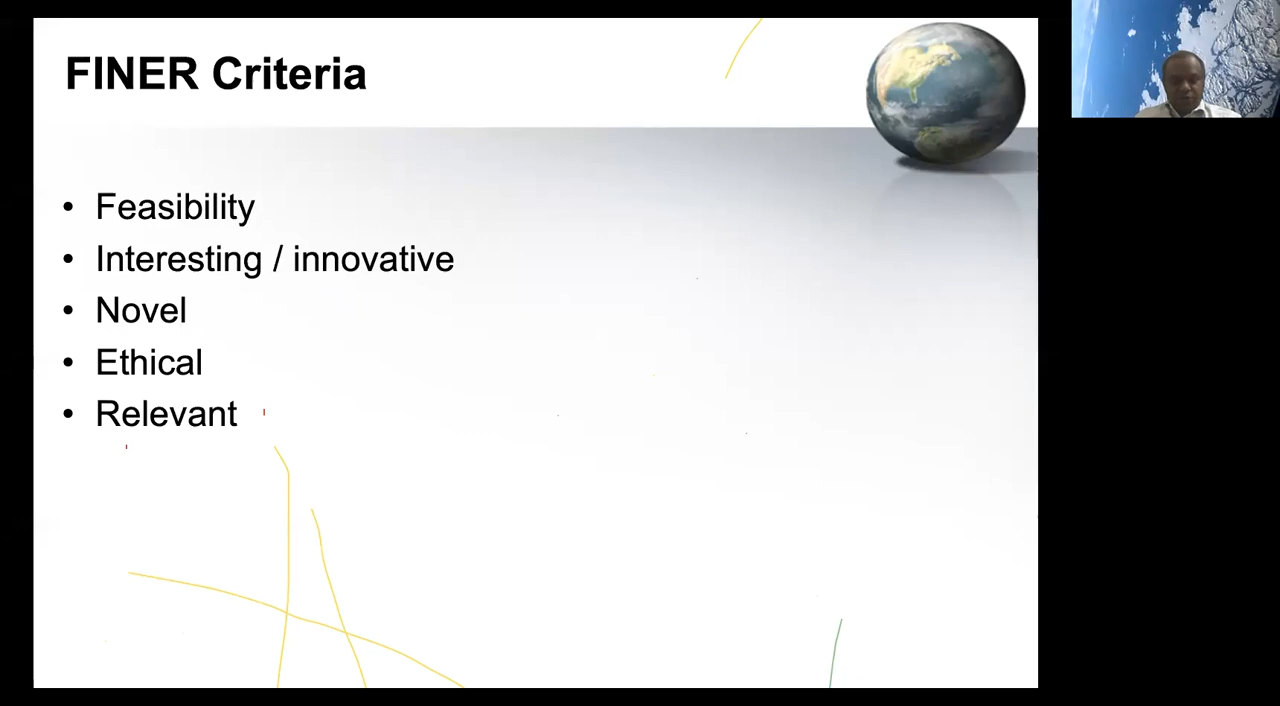 FINER Criteria
• Feasibility
• Interesting / innovative
• Novel
• Ethical
• Relevant